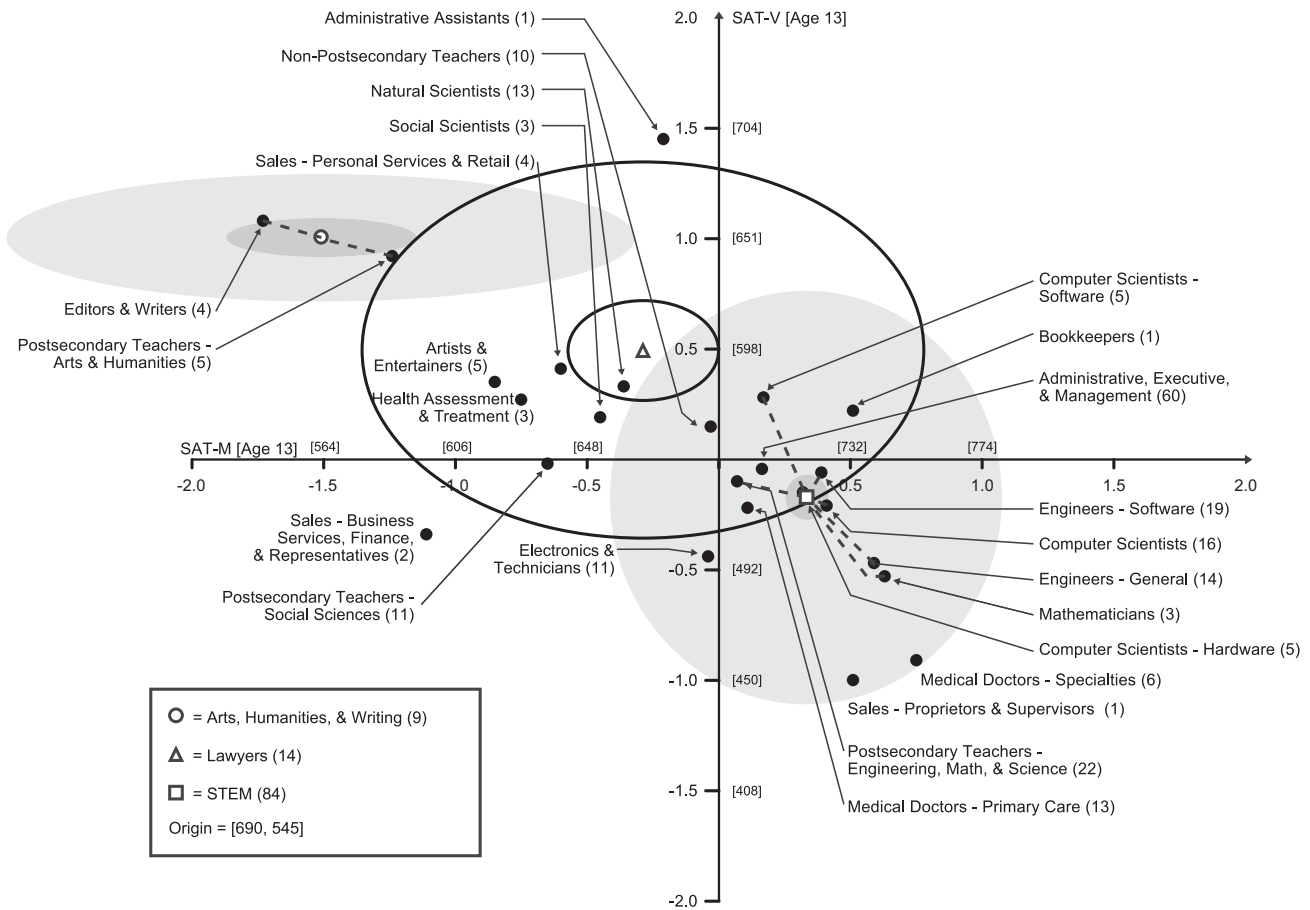 2.0
SAT-V [Age 13]
Administrative Assistants (1)
Non-Postsecondary Teachers (10)
Natural Scientists (13)
Social Scientists (3)
Sales - Personal Services & Retail (4)
1.5
[704]
1.0
[651]
Editors & Writers (4)
Postsecondary Teachers -
Arts & Humanities (5)
Artists &
Entertainers (5)
Health Assessment
& Treatment (3)
0.5
[598]
Computer Scientists -
Software (5)
Bookkeepers (1)
Administrative, Executive,
& Management (60)
SAT-M [Age 13]
[564]
[606]
[648]
[732]
[774]
-2.0
-1.5
-1.0
-0.5
0.5
1.0
1.5
2.0
Sales - Business
Services, Finance,
& Representatives (2)
Electronics &
Technicians (11)
Postsecondary Teachers -
Social Sciences (11)
-0.5
[492]
Engineers - Software (19)
Computer Scientists (16)
Engineers - General (14)
Mathematicians (3)
Computer Scientists - Hardware (5)
Medical Doctors - Specialties (6)
-1.0
[450]
Sales - Proprietors & Supervisors (1)
Postsecondary Teachers -
Engineering, Math, & Science (22)
-1.5
[408]
Medical Doctors - Primary Care (13)
-2.0
= Arts, Humanities, & Writing (9)
= Lawyers (14)
= STEM (84)
Origin = [690, 545]